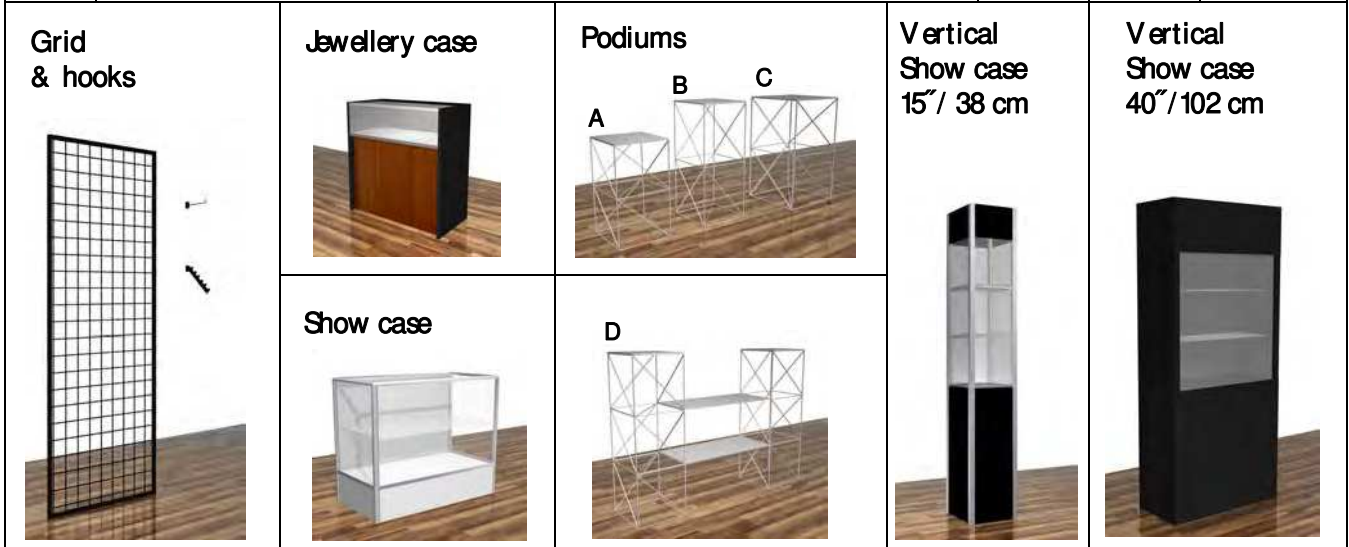 Grid
& hooks
Jewellery case
Podiums
A
B
C
Vertical
Show case
15″/ 38 cm
Vertical
Show case
40″/102 cm
Show case
D